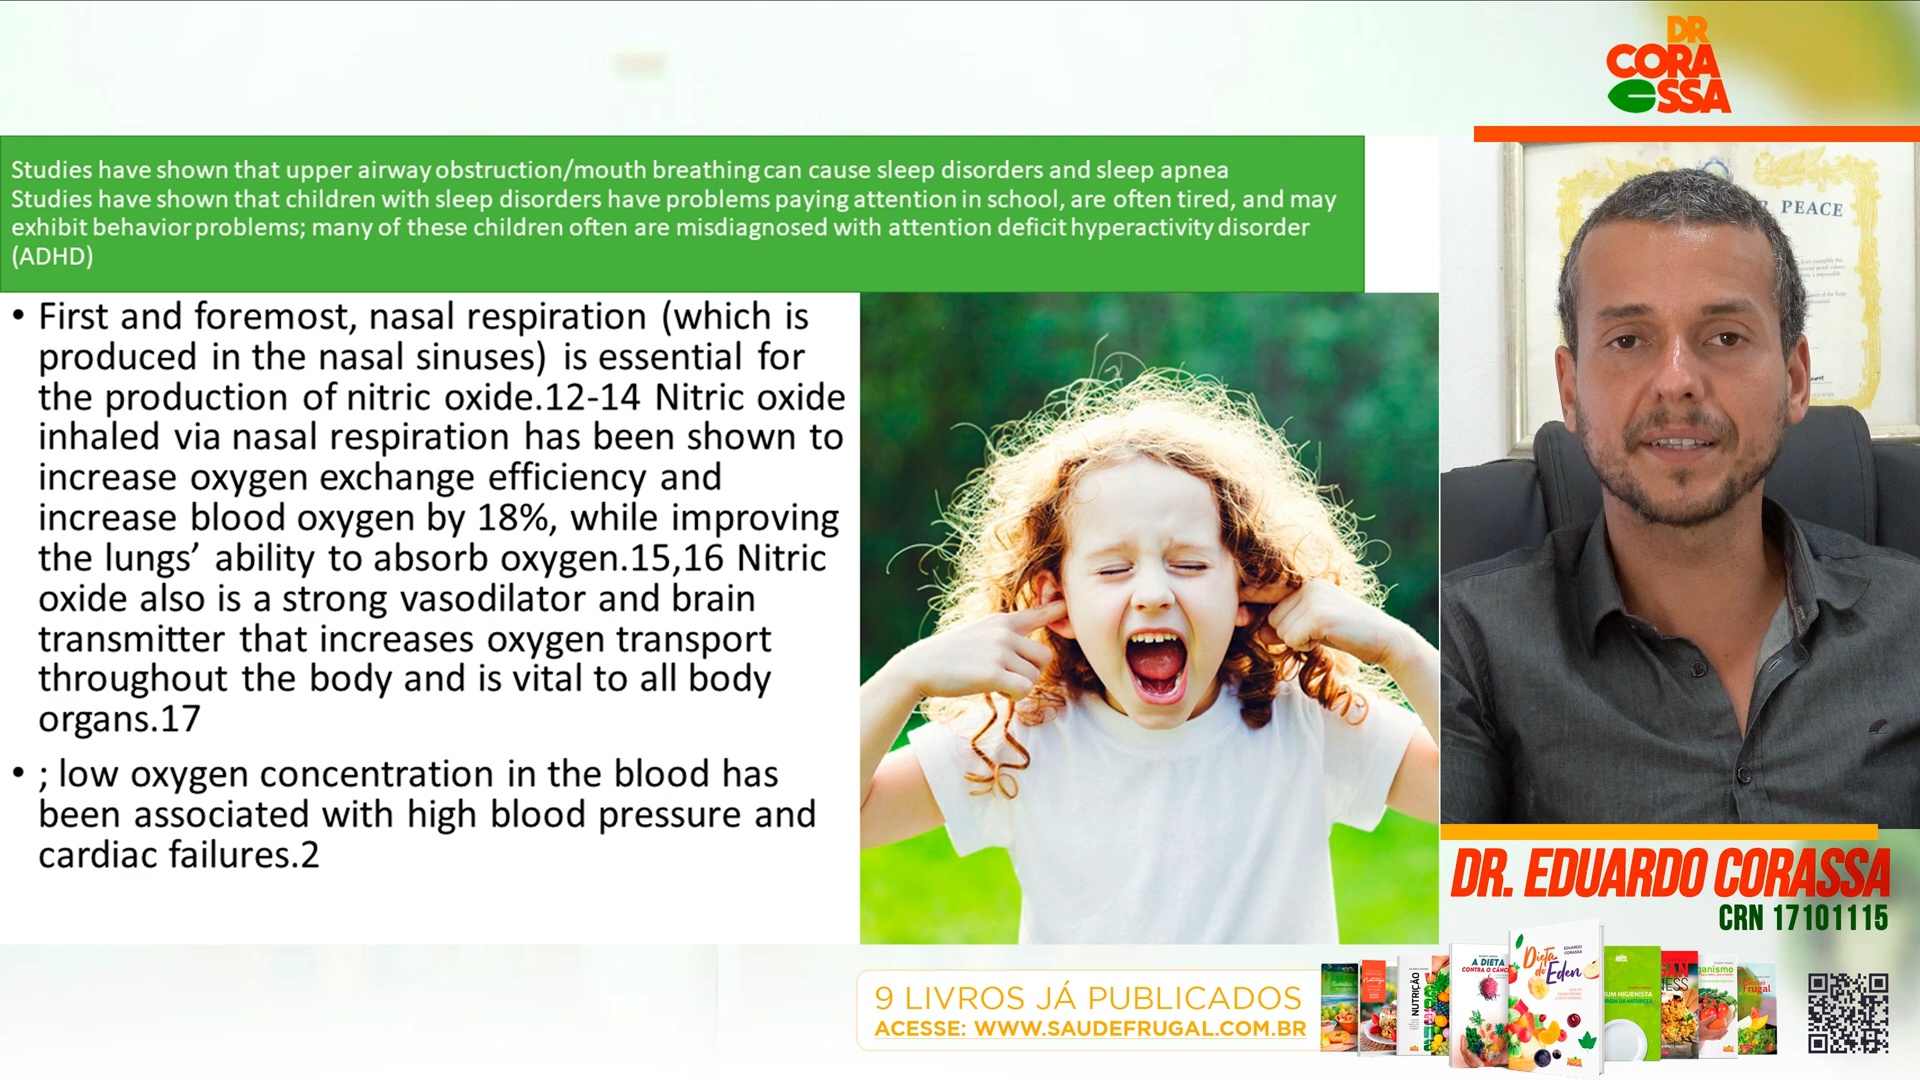 DR
CORA
SSA
Studies have shown that upper airway obstruction/mouth breathing can cause sleep disorders and sleep apnea
Studies have shown that children with sleep disorders have problems paying attention in school, are often tired, and may
exhibit behavior problems; many of these children often are misdiagnosed with attention deficit hyperactivity disorder
(ADHD)
• First and foremost, nasal respiration (which is
produced in the nasal sinuses) is essential for
the production of nitric oxide.12-14 Nitric oxide
inhaled via nasal respiration has been shown to
increase oxygen exchange efficiency and
increase blood oxygen by 18%, while improving
the lungs’ ability to absorb oxygen.15,16 Nitric
oxide also is a strong vasodilator and brain
transmitter that increases oxygen transport
throughout the body and is vital to all body
organs.17
• ; low oxygen concentration in the blood has
been associated with high blood pressure and
cardiac failures.2
PEACE
DR. EDUARDO CORASSA
CRN 17101115
9 LIVROS JÁ PUBLICADOS
ACESSE: WWW.SAUDEFRUGAL.COM.BR
NUTRIÇÃO
A DIETA
CONTRA O CÂNC
Dieta
do Éden
EDUARDO
CORASSA